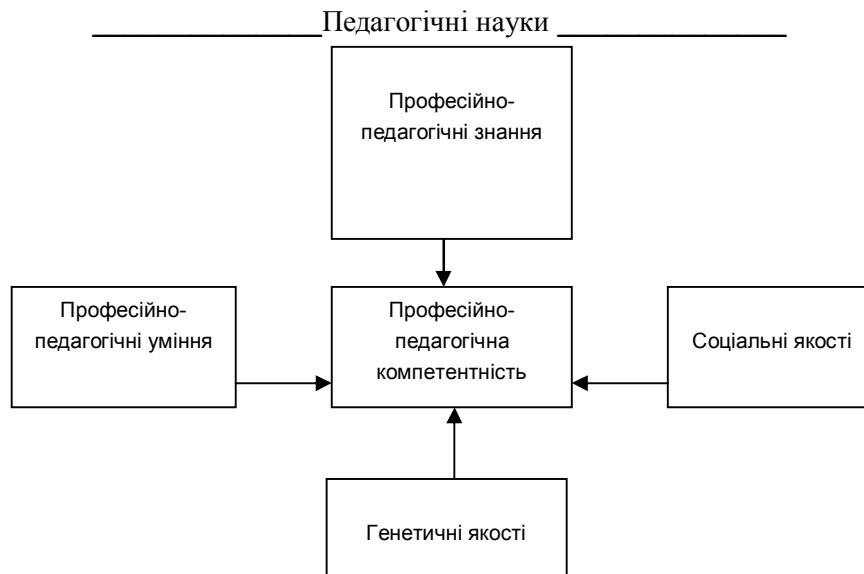 Педагогічні науки
Професійно-
педагогічні знання
Професійно-
педагогічні уміння
Професійно-
педагогічна
компетентність
Соціальні якості
Генетичні якості